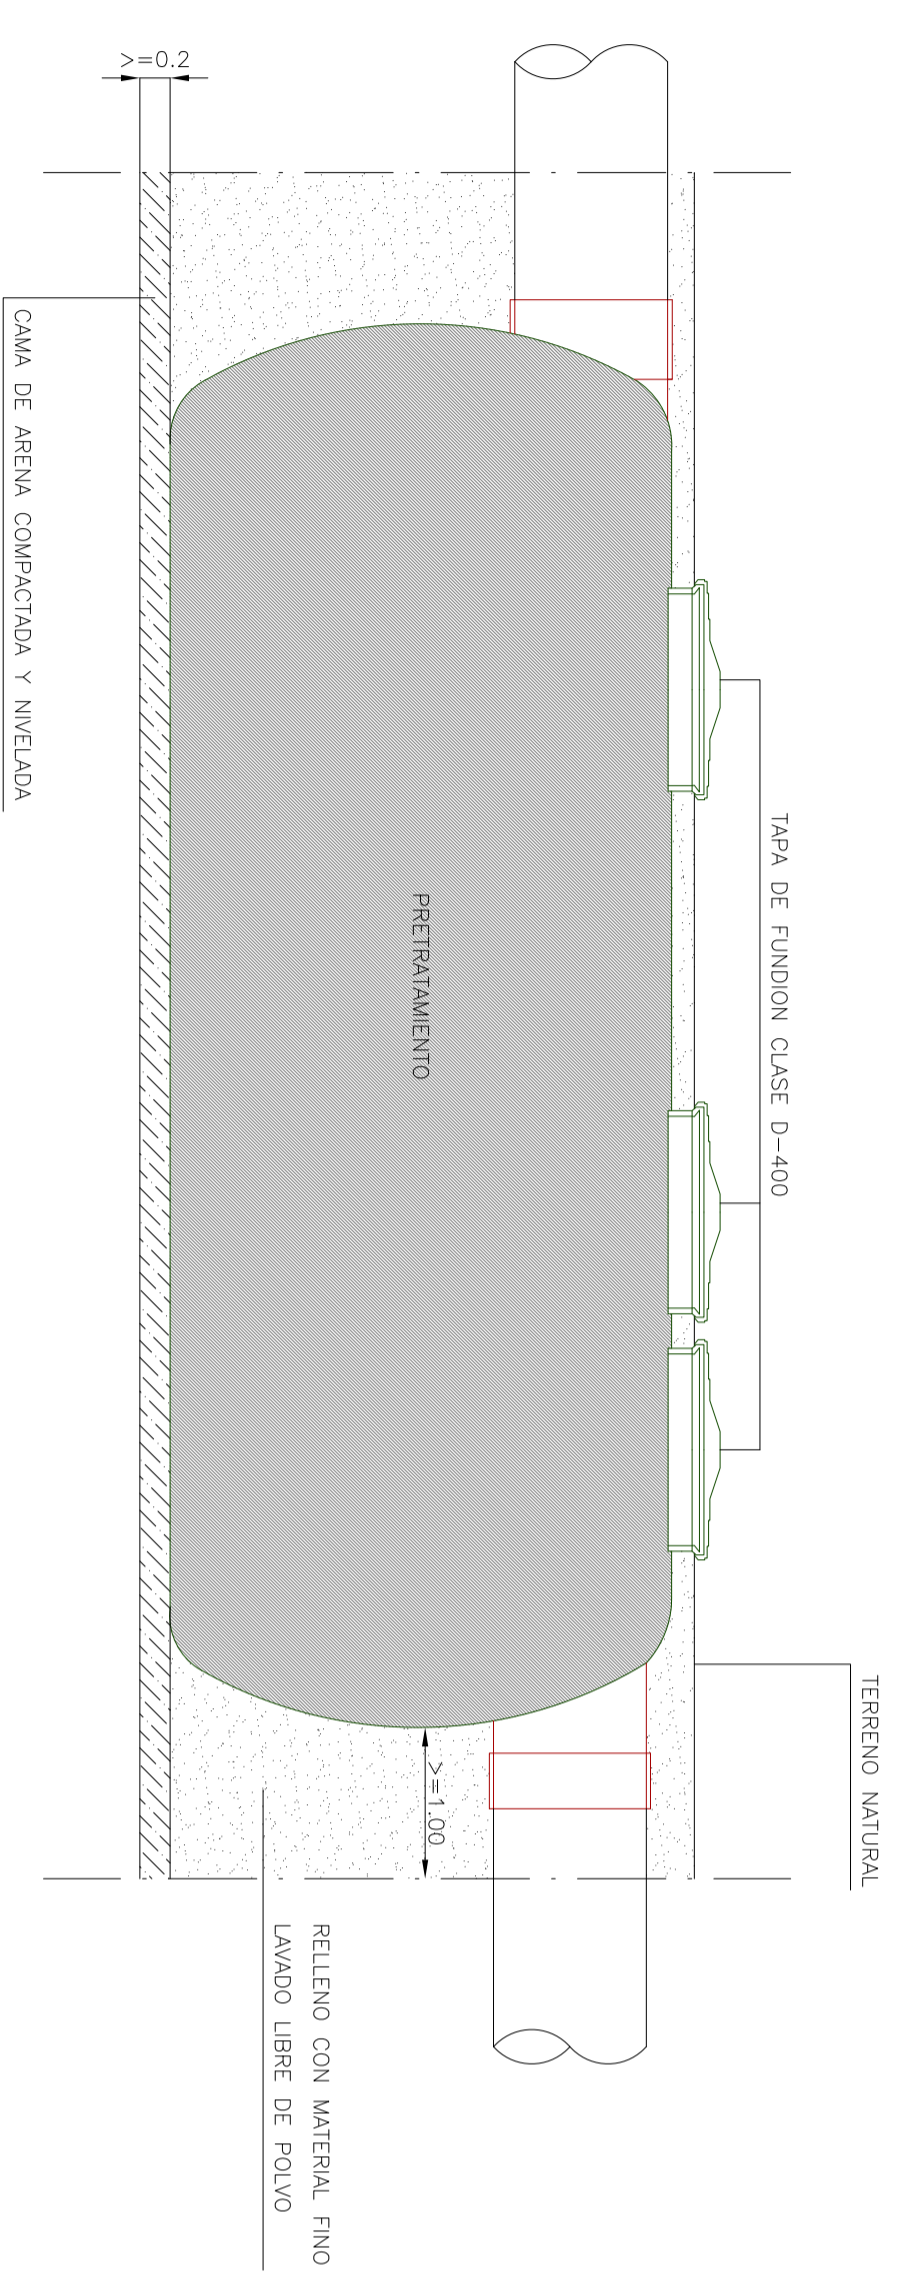 TERRENO NATURAL
TAPA DE FUNDION CLASE D-400
PRETRATAMIENTO
>=1.00
>=0.2
RELLENO CON MATERIAL FINO
LAVADO LIBRE DE POLVO
CAMA DE ARENA COMPACTADA Y NIVELADA